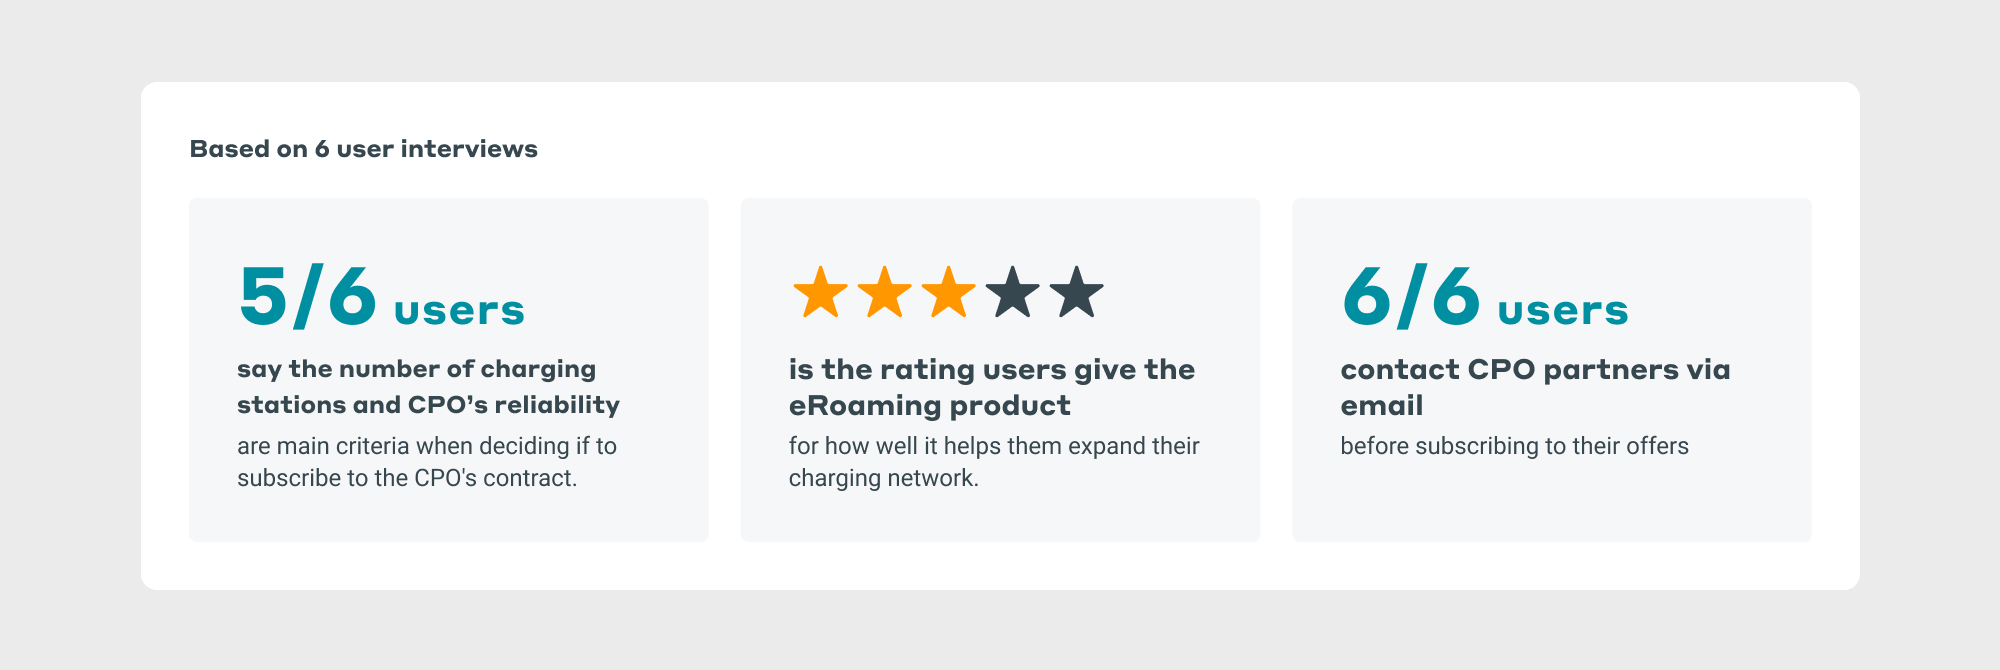 Based on 6 user interviews
5/6 users
say the number of charging
stations and CPO’s reliability
are main criteria when deciding if to
subscribe to the CPO's contract.
is the rating users give the
eRoaming product
for how well it helps them expand their
charging network.
6/6 users
contact CPO partners via
email
before subscribing to their offers